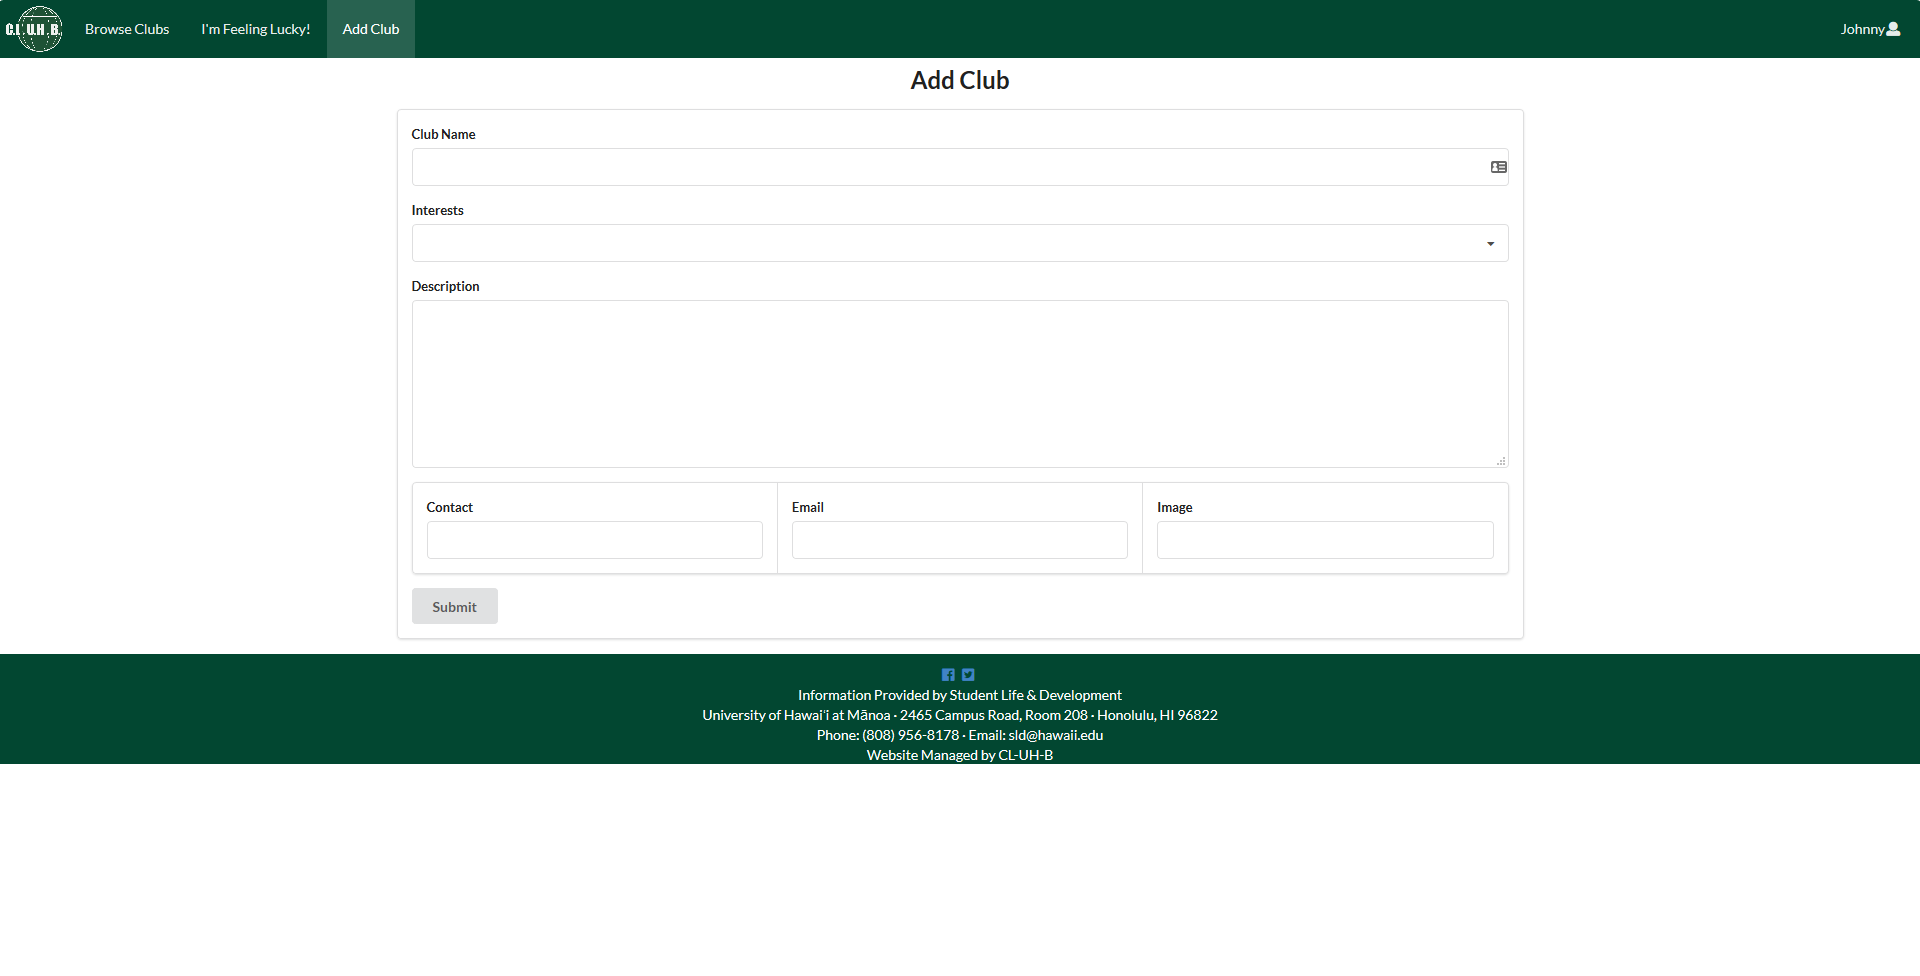 C.L.U.H.B. Browse Clubs I'm Feeling Lucky! Add Club Johnny
Add Club
Club Name
Interests
Description
Contact Email Image
Submit
Information Provided by Student Life & Development
University of Hawai'i at Mānoa · 2465 Campus Road, Room 208 · Honolulu, HI 96822
Phone: (808) 956-8178 · Email: sld@hawaii.edu
Website Managed by CL-UH-B